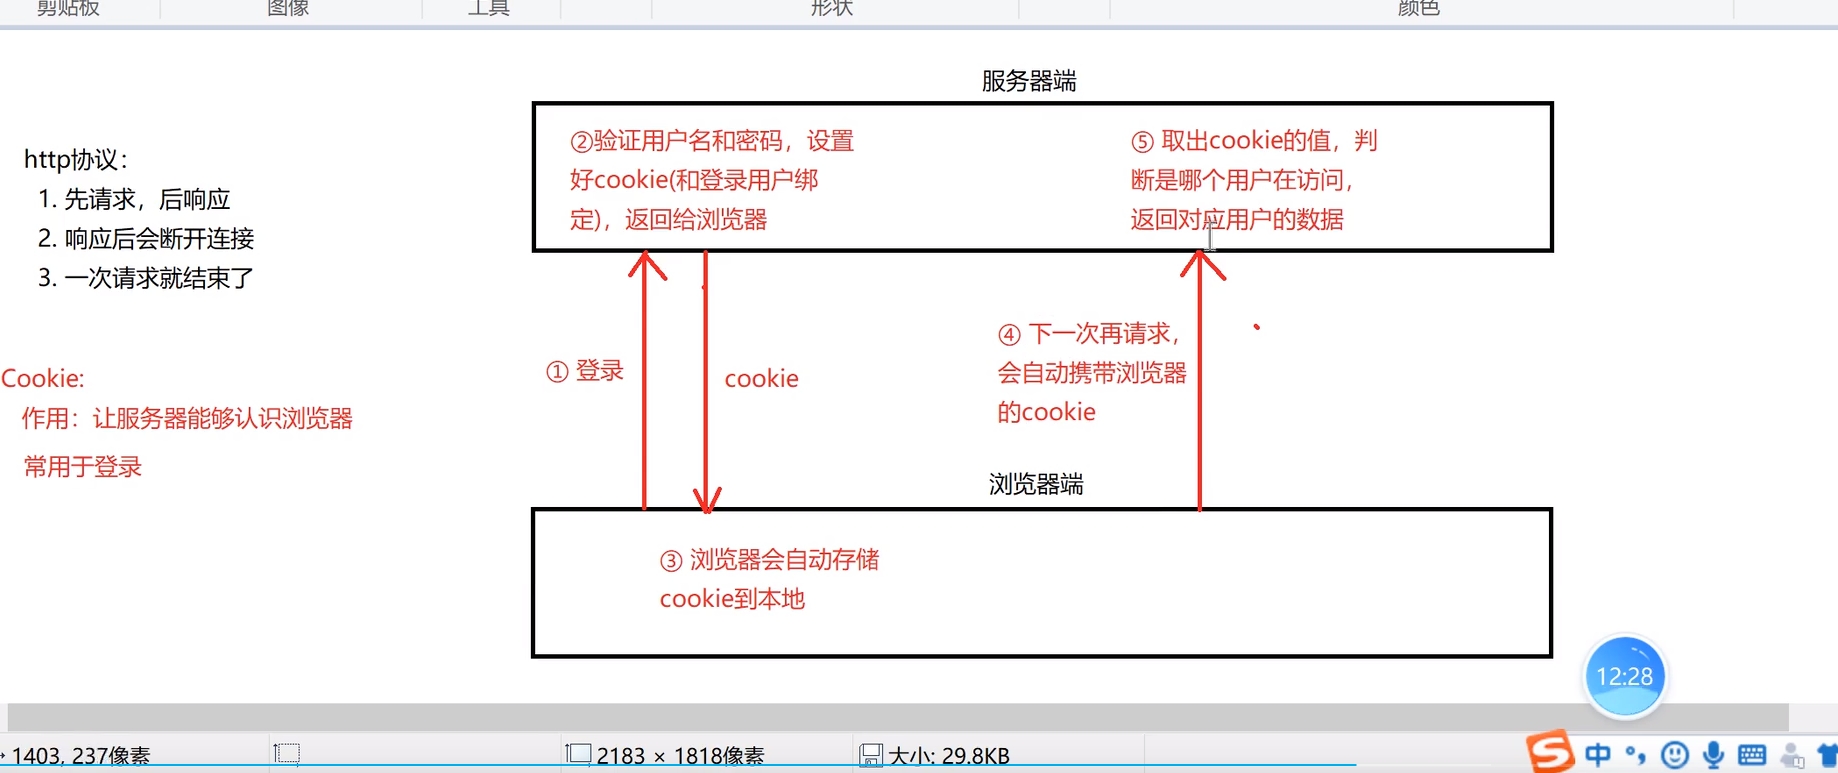 剪贴板
图像
工具
形状
颜色
服务器端
②验证用户名和密码，设置
好cookie(和登录用户绑
定)，返回给浏览器
⑤ 取出cookie的值，判
断是哪个用户在访问，
返回对应用户的数据
http协议：
1. 先请求，后响应
2. 响应后会断开连接
3. 一次请求就结束了
Cookie:
作用：让服务器能够认识浏览器
常用于登录
① 登录
cookie
④ 下一次再请求，
会自动携带浏览器
的cookie
浏览器端
③ 浏览器会自动存储
cookie到本地
12:28
1403, 237像素
2183 × 1818像素
大小: 29.8KB
S
中